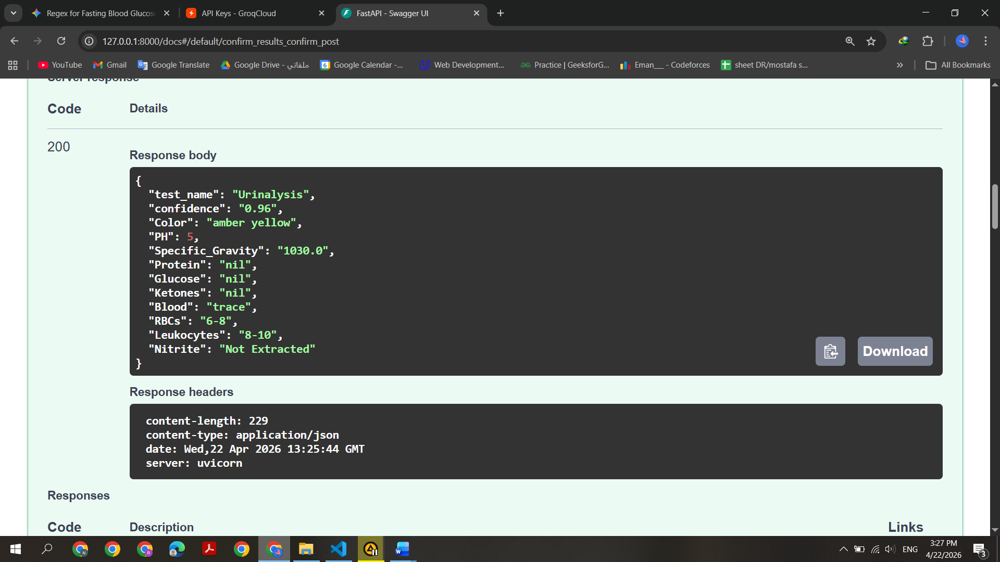 Regex for Fasting Blood Glucos
API Keys - GroqCloud
FastAPI - Swagger UI
127.0.0.1:8000/docs#/default/confirm_results_confirm_post
YouTube
Gmail
Google Translate
Google Drive - ملفاتي
Google Calendar -...
Web Development...
Practice | GeeksforG...
Eman___ - Codeforces
sheet DR/mostafa s...
All Bookmarks
Server response
Code
Details
200
Response body
{
"test_name": "Urinalysis",
"confidence": "0.96",
"Color": "amber yellow",
"PH": 5,
"Specific_Gravity": "1030.0",
"Protein": "nil",
"Glucose": "nil",
"Ketones": "nil",
"Blood": "trace",
"RBCs": "6-8",
"Leukocytes": "8-10",
"Nitrite": "Not Extracted"
}
Download
Response headers
content-length: 229
content-type: application/json
date: Wed,22 Apr 2026 13:25:44 GMT
server: uvicorn
Responses
Code
Description
Links
ENG
3:27 PM
4/22/2026
3